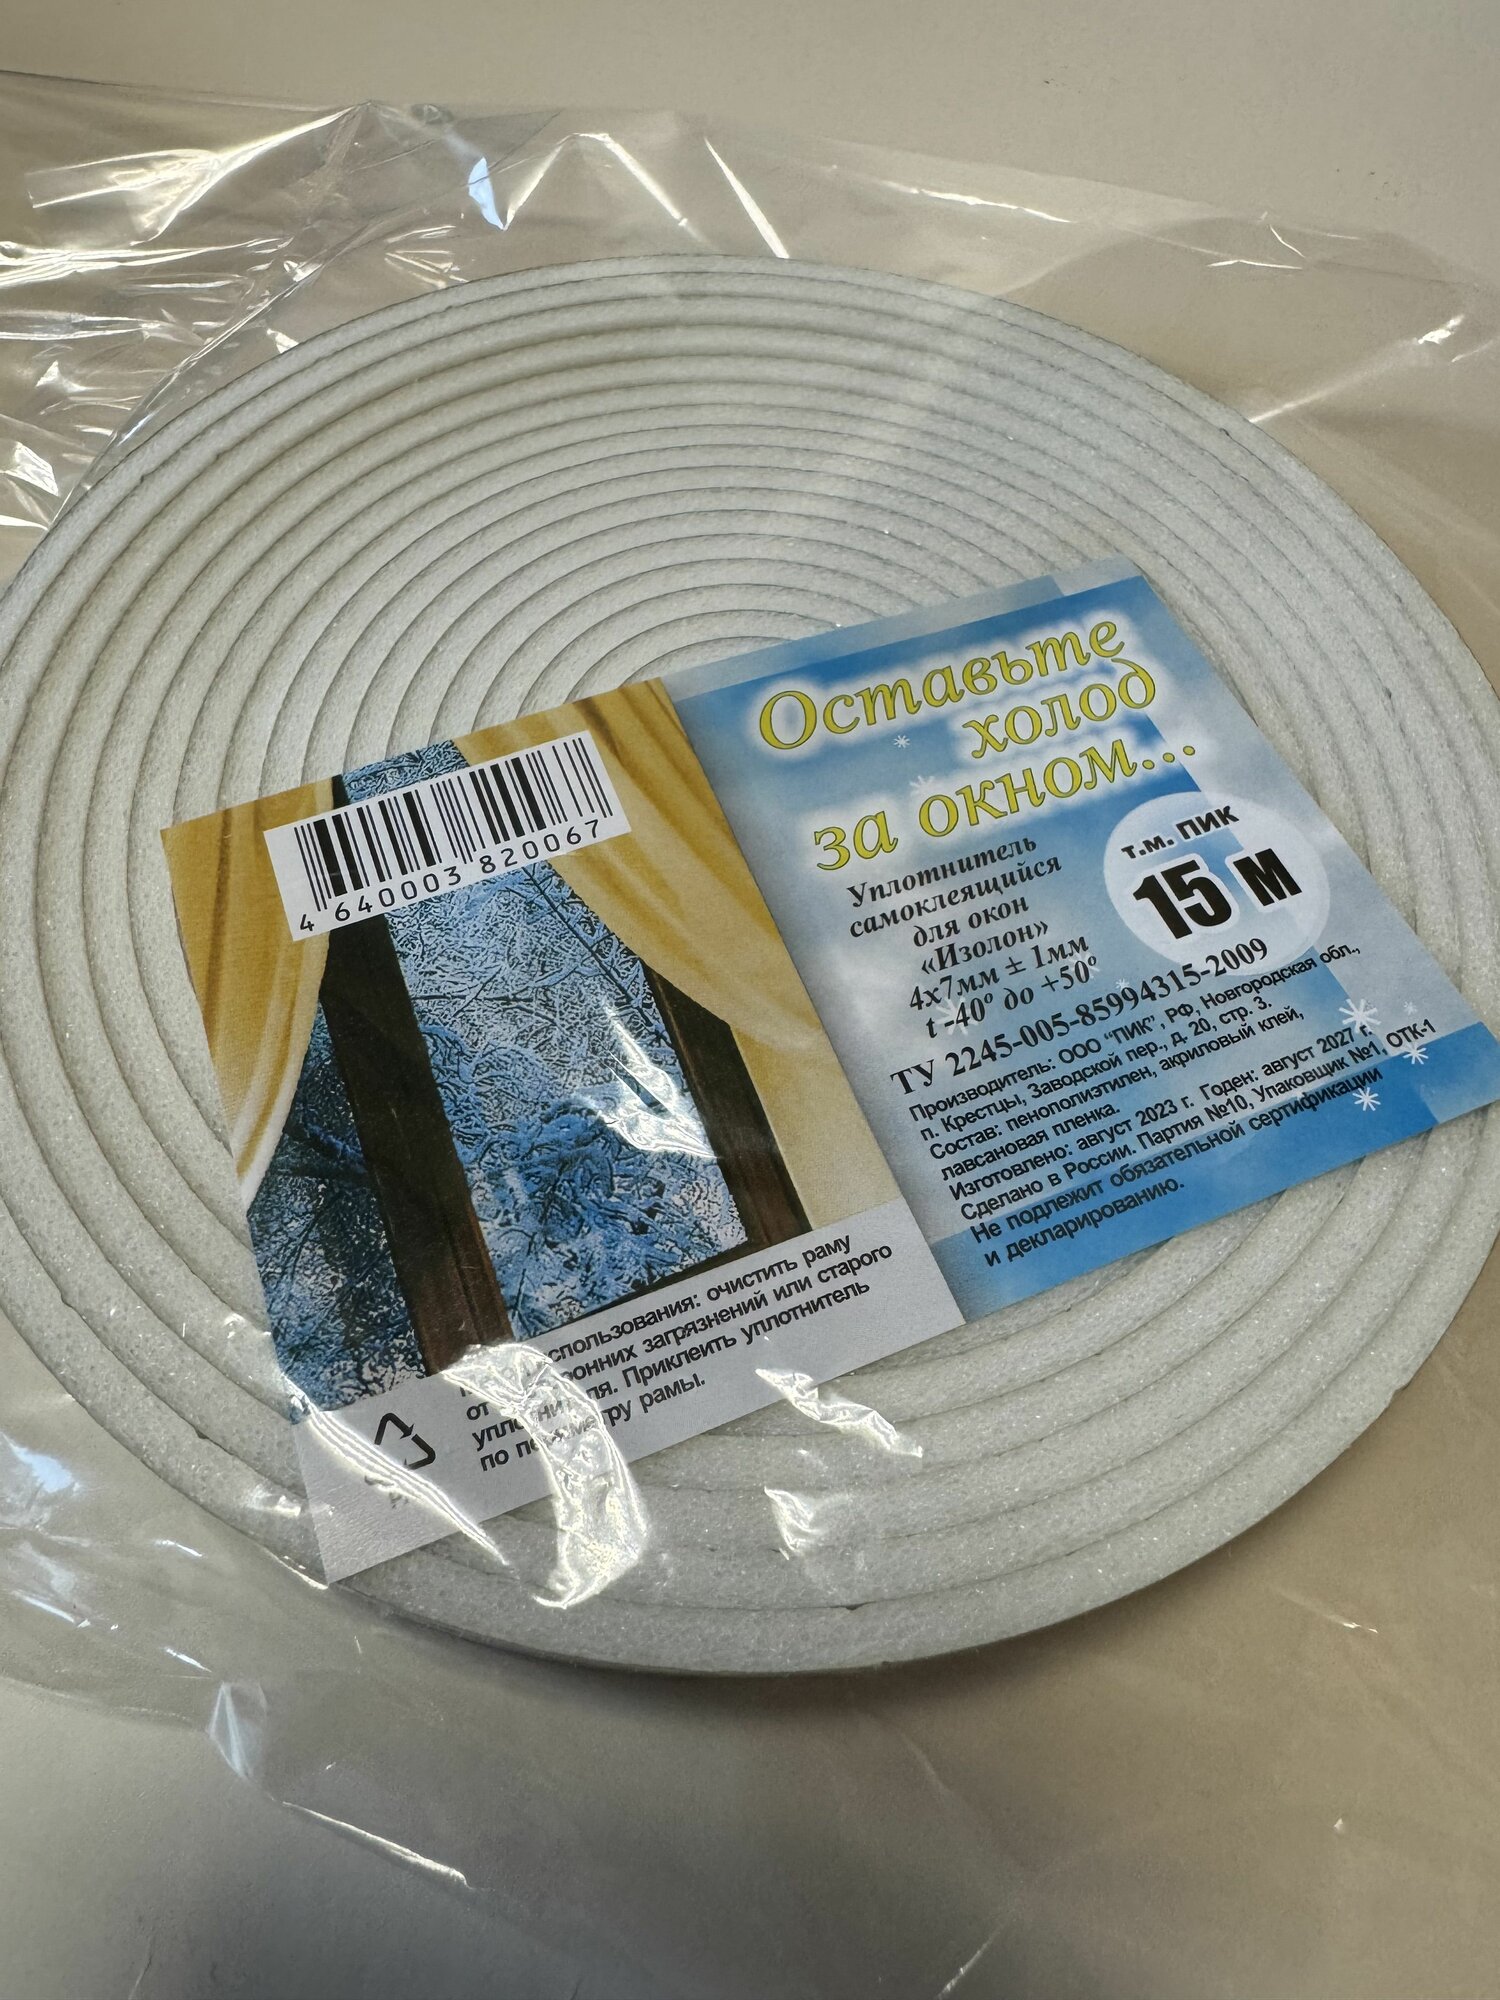 Оставьте
холод
за окном...
Уплотнитель
самоклеящийся
для окон
«Изолон»
4х7мм ± 1мм
t -40° до +50°
т.м. ПИК
15 м
ТУ 2245-005-85994315-2009
Производитель: ООО "ПИК", РФ, Новгородская обл.,
п. Крестцы, Заводской пер., д. 20, стр. 3.
Состав: пенополиэтилен, акриловый клей,
лавсановая пленка.
Изготовлено: август 2023 г. Годен: август 2027 г.
Сделано в России. Партия №10, Упаковщик №1, ОТК-1
Не подлежит обязательной сертификации
и декларированию.
4 640003 820067
очистить раму
загрязнений или старого
Приклеить уплотнитель
по рамы.